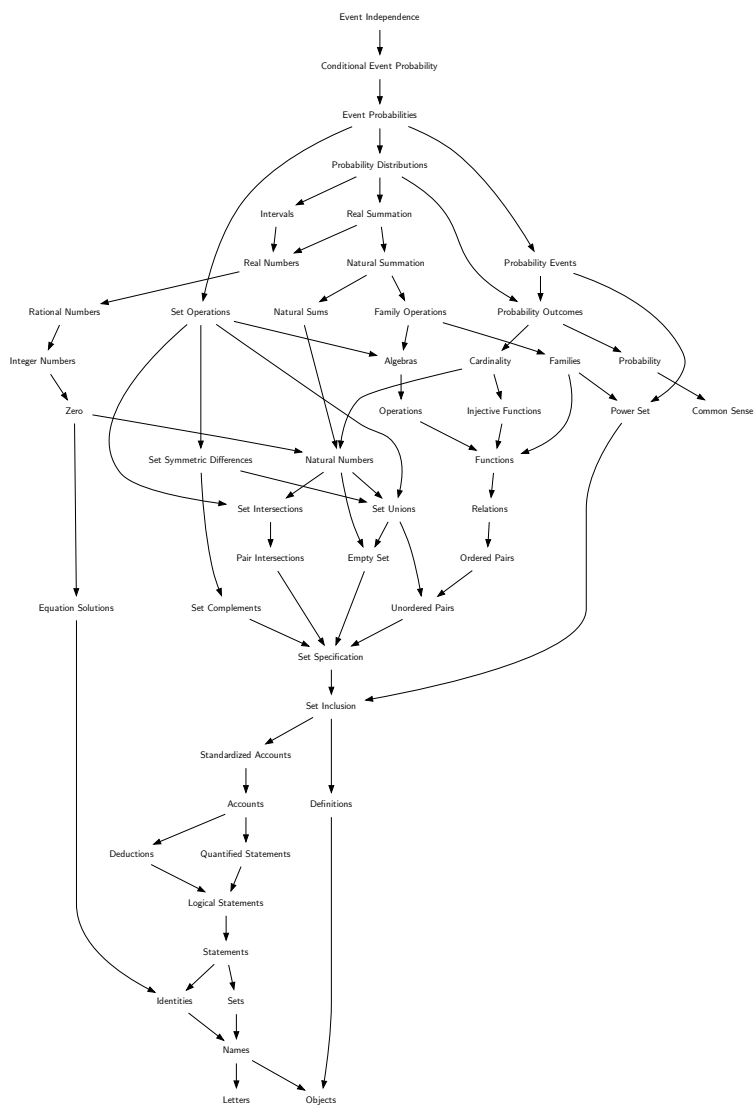 Event Independence
Conditional Event Probability
Event Probabilities
Probability Distributions
Intervals
Real Summation
Real Numbers
Natural Summation
Probability Events
Rational Numbers
Set Operations
Natural Sums
Family Operations
Probability Outcomes
Integer Numbers
Algebras
Cardinality
Families
Probability
Zero
Operations
Injective Functions
Power Set
Common Sense
Set Symmetric Differences
Natural Numbers
Functions
Set Intersections
Set Unions
Relations
Pair Intersections
Empty Set
Ordered Pairs
Equation Solutions
Set Complements
Unordered Pairs
Set Specification
Set Inclusion
Standardized Accounts
Accounts
Definitions
Deductions
Quantified Statements
Logical Statements
Statements
Identities
Sets
Names
Letters
Objects